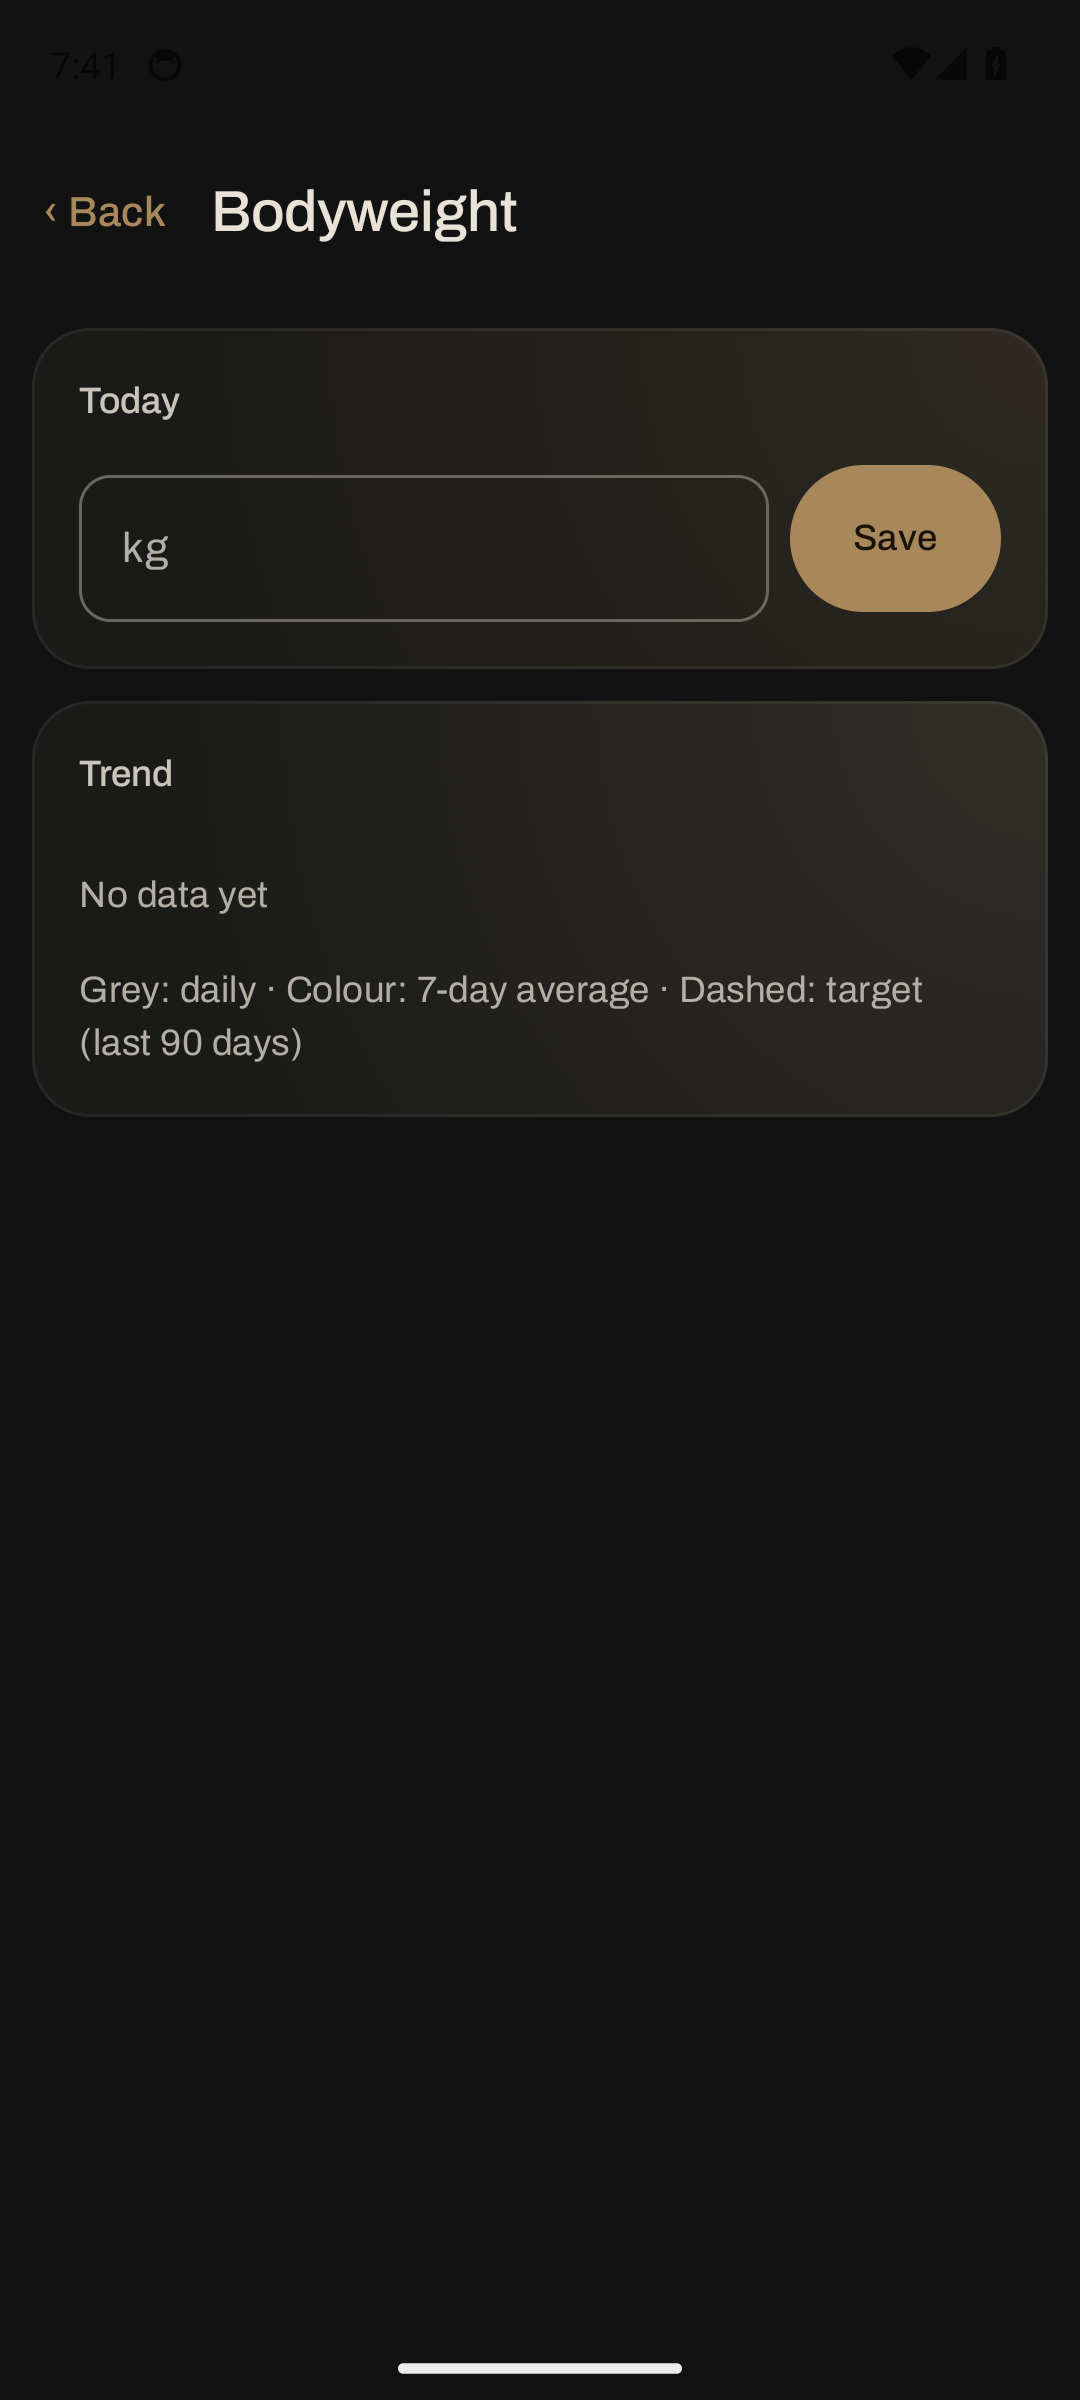 7:41
‹ Back Bodyweight
Today
kg
Save
Trend
No data yet
Grey: daily · Colour: 7-day average · Dashed: target
(last 90 days)